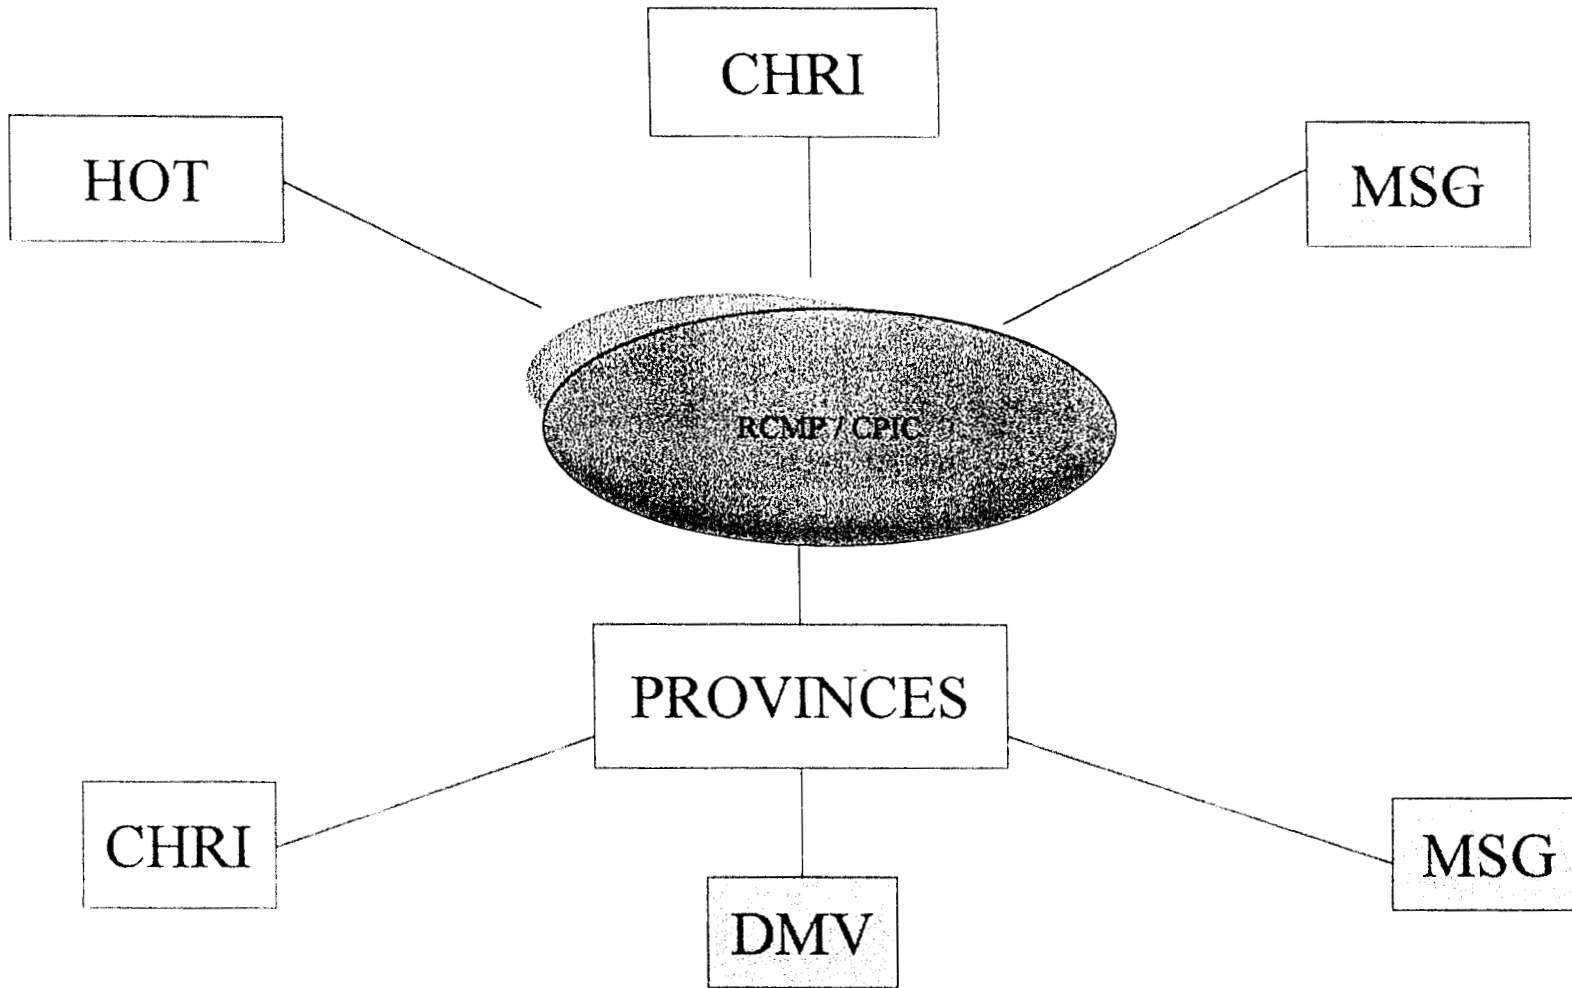 CHRI
HOT
MSG
RCMP / CPIC
PROVINCES
CHRI
MSG
DMV